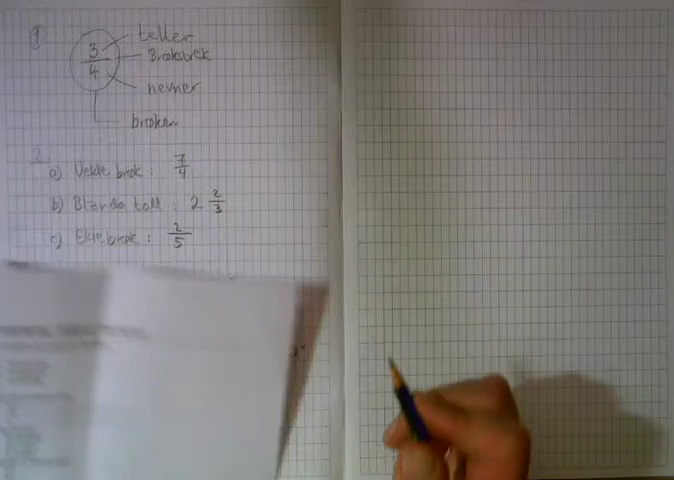 1
3/4
teller
Brøkstrek
nevner
brøken
2
a) Uekte brøk : 7/4
b) Blanda tall : 2 2/3
c) Ekte brøk : 2/5